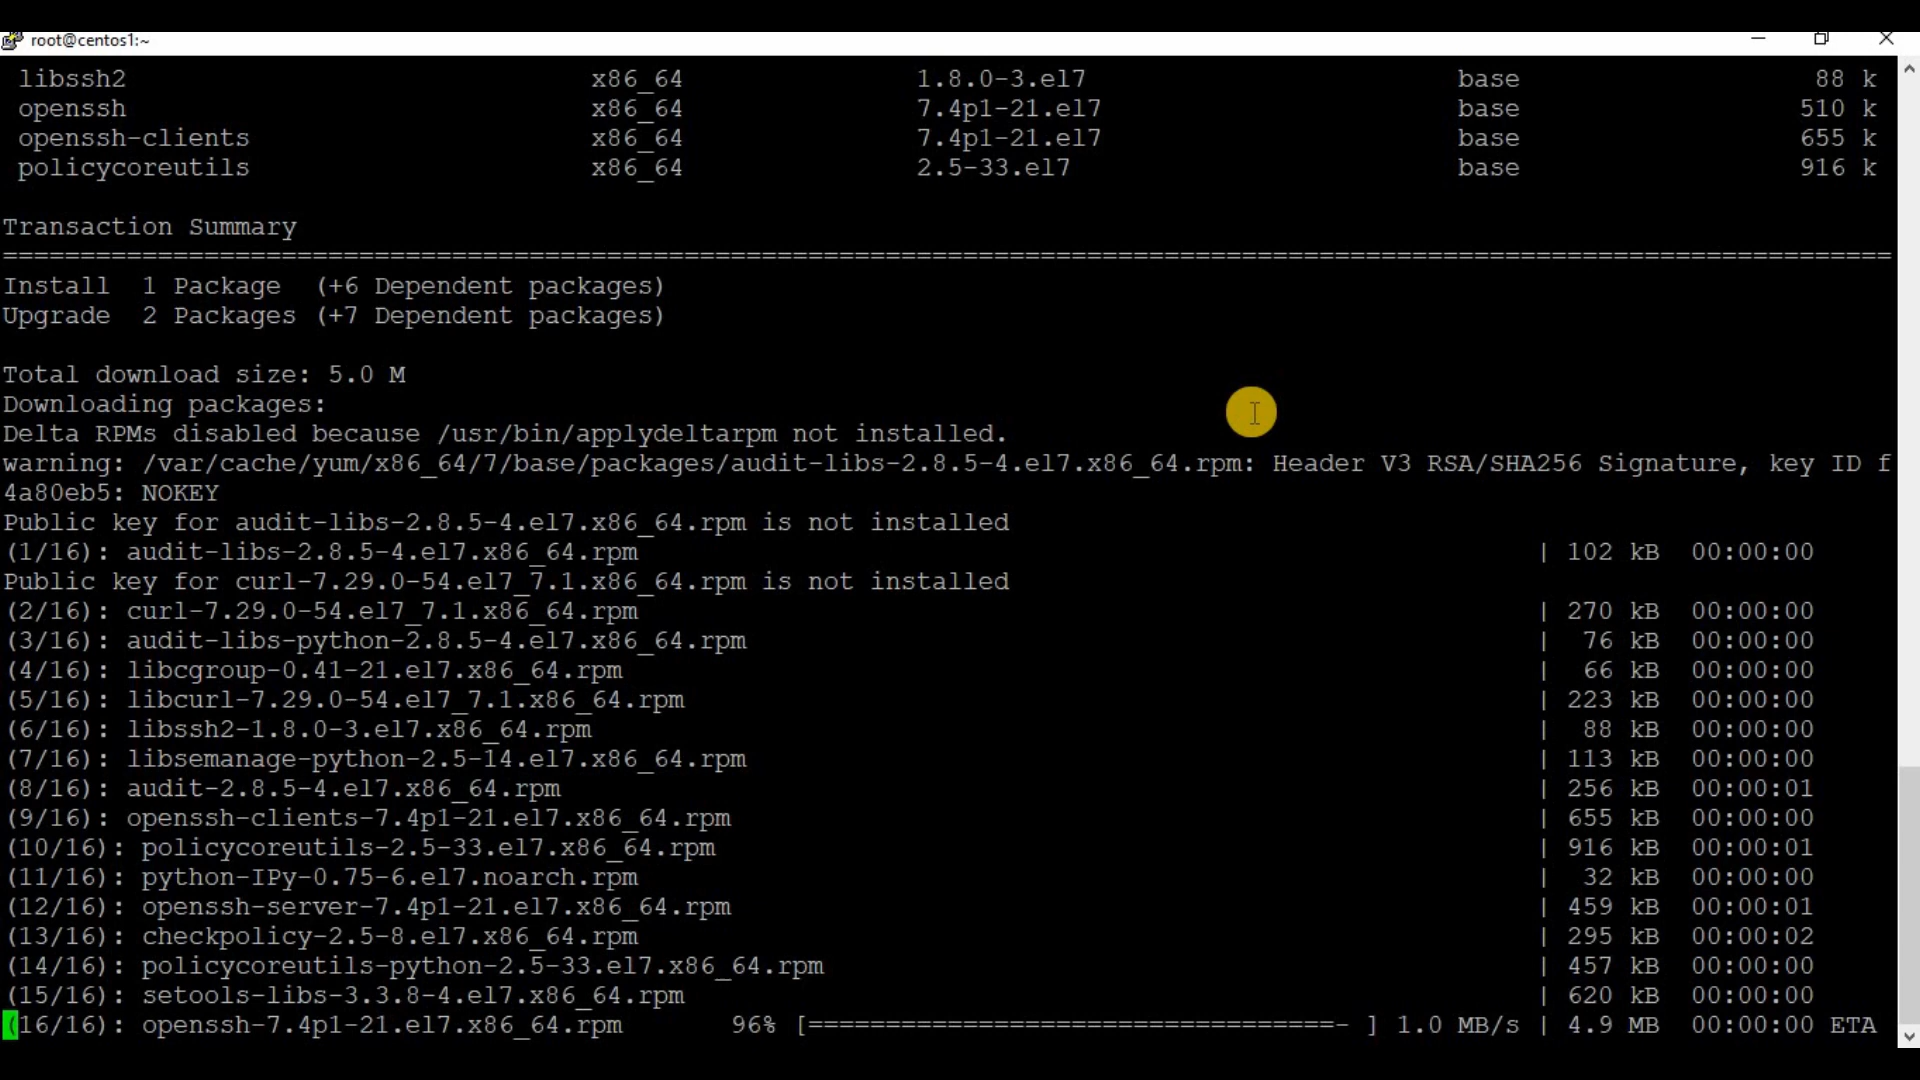 root@centos1:~
libssh2 x86_64 1.8.0-3.el7 base 88 k
openssh x86_64 7.4p1-21.el7 base 510 k
openssh-clients x86_64 7.4p1-21.el7 base 655 k
policycoreutils x86_64 2.5-33.el7 base 916 k
Transaction Summary
================================================================================
Install 1 Package (+6 Dependent packages)
Upgrade 2 Packages (+7 Dependent packages)
Total download size: 5.0 M
Downloading packages:
Delta RPMs disabled because /usr/bin/applydeltarpm not installed.
warning: /var/cache/yum/x86_64/7/base/packages/audit-libs-2.8.5-4.el7.x86_64.rpm: Header V3 RSA/SHA256 Signature, key ID f
4a80eb5: NOKEY
Public key for audit-libs-2.8.5-4.el7.x86_64.rpm is not installed
(1/16): audit-libs-2.8.5-4.el7.x86_64.rpm | 102 kB 00:00:00
Public key for curl-7.29.0-54.el7_7.1.x86_64.rpm is not installed
(2/16): curl-7.29.0-54.el7_7.1.x86_64.rpm | 270 kB 00:00:00
(3/16): audit-libs-python-2.8.5-4.el7.x86_64.rpm | 76 kB 00:00:00
(4/16): libcgroup-0.41-21.el7.x86_64.rpm | 66 kB 00:00:00
(5/16): libcurl-7.29.0-54.el7_7.1.x86_64.rpm | 223 kB 00:00:00
(6/16): libssh2-1.8.0-3.el7.x86_64.rpm | 88 kB 00:00:00
(7/16): libsemanage-python-2.5-14.el7.x86_64.rpm | 113 kB 00:00:00
(8/16): audit-2.8.5-4.el7.x86_64.rpm | 256 kB 00:00:01
(9/16): openssh-clients-7.4p1-21.el7.x86_64.rpm | 655 kB 00:00:00
(10/16): policycoreutils-2.5-33.el7.x86_64.rpm | 916 kB 00:00:01
(11/16): python-IPy-0.75-6.el7.noarch.rpm | 32 kB 00:00:00
(12/16): openssh-server-7.4p1-21.el7.x86_64.rpm | 459 kB 00:00:01
(13/16): checkpolicy-2.5-8.el7.x86_64.rpm | 295 kB 00:00:02
(14/16): policycoreutils-python-2.5-33.el7.x86_64.rpm | 457 kB 00:00:00
(15/16): setools-libs-3.3.8-4.el7.x86_64.rpm | 620 kB 00:00:00
(16/16): openssh-7.4p1-21.el7.x86_64.rpm 96% [==================================- ] 1.0 MB/s | 4.9 MB 00:00:00 ETA